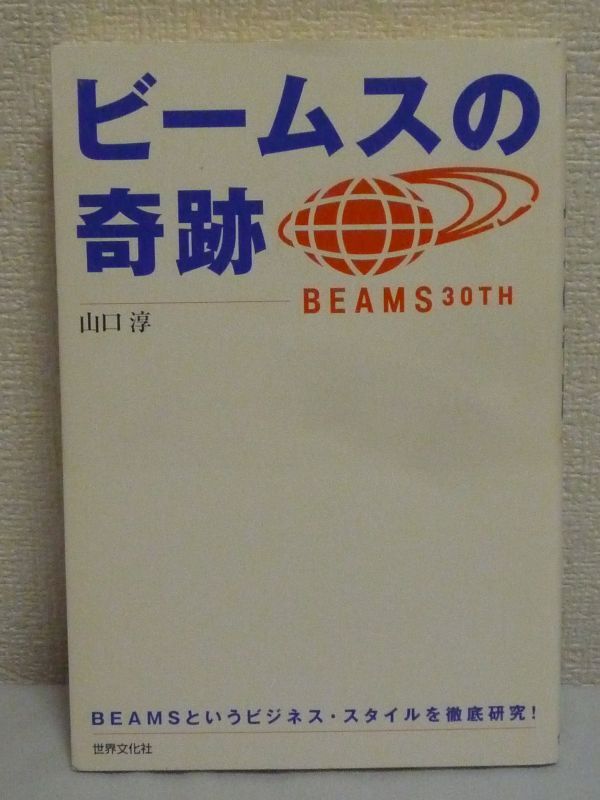 ビームスの
奇跡
BEAMS 30TH
山口 淳
BEAMSというビジネス・スタイルを徹底研究!
世界文化社